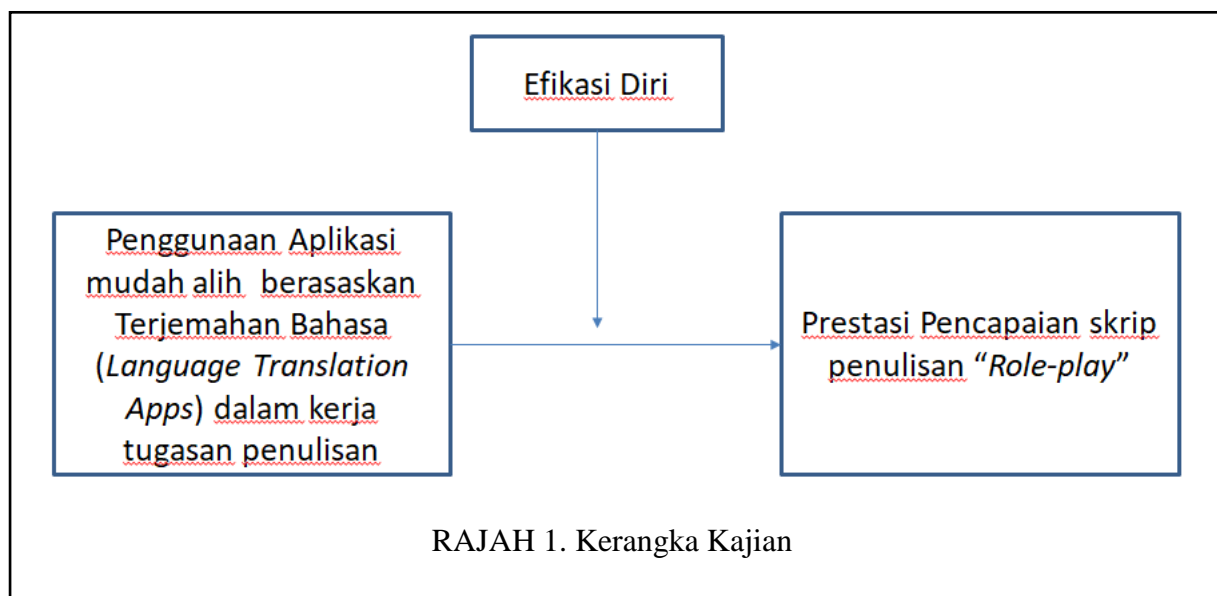 Efikasi Diri
Penggunaan Aplikasi
mudah alih berasaskan
Terjemahan Bahasa
(Language Translation
Apps) dalam kerja
tugasan penulisan
Prestasi Pencapaian skrip
penulisan “Role-play”
RAJAH 1. Kerangka Kajian